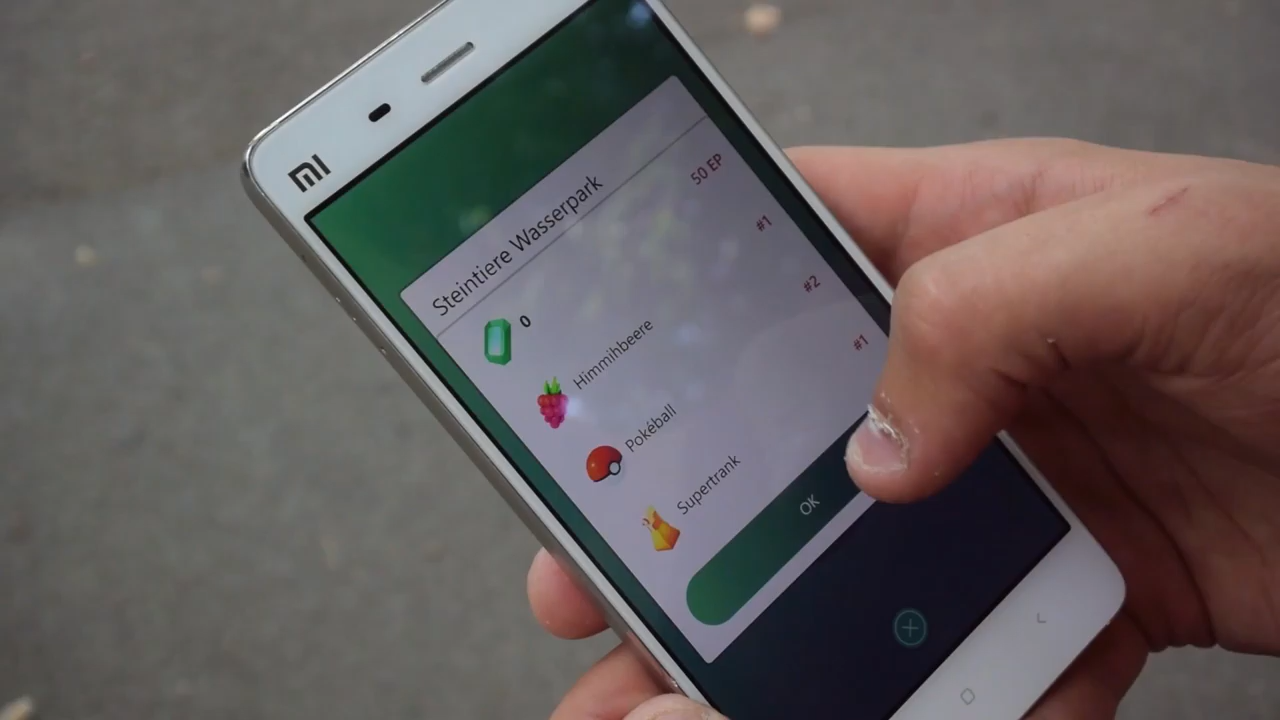 MI
Steintiere Wasserpark
0
50 EP
Himmihbeere
#1
Pokéball
#2
Supertrank
#1
OK